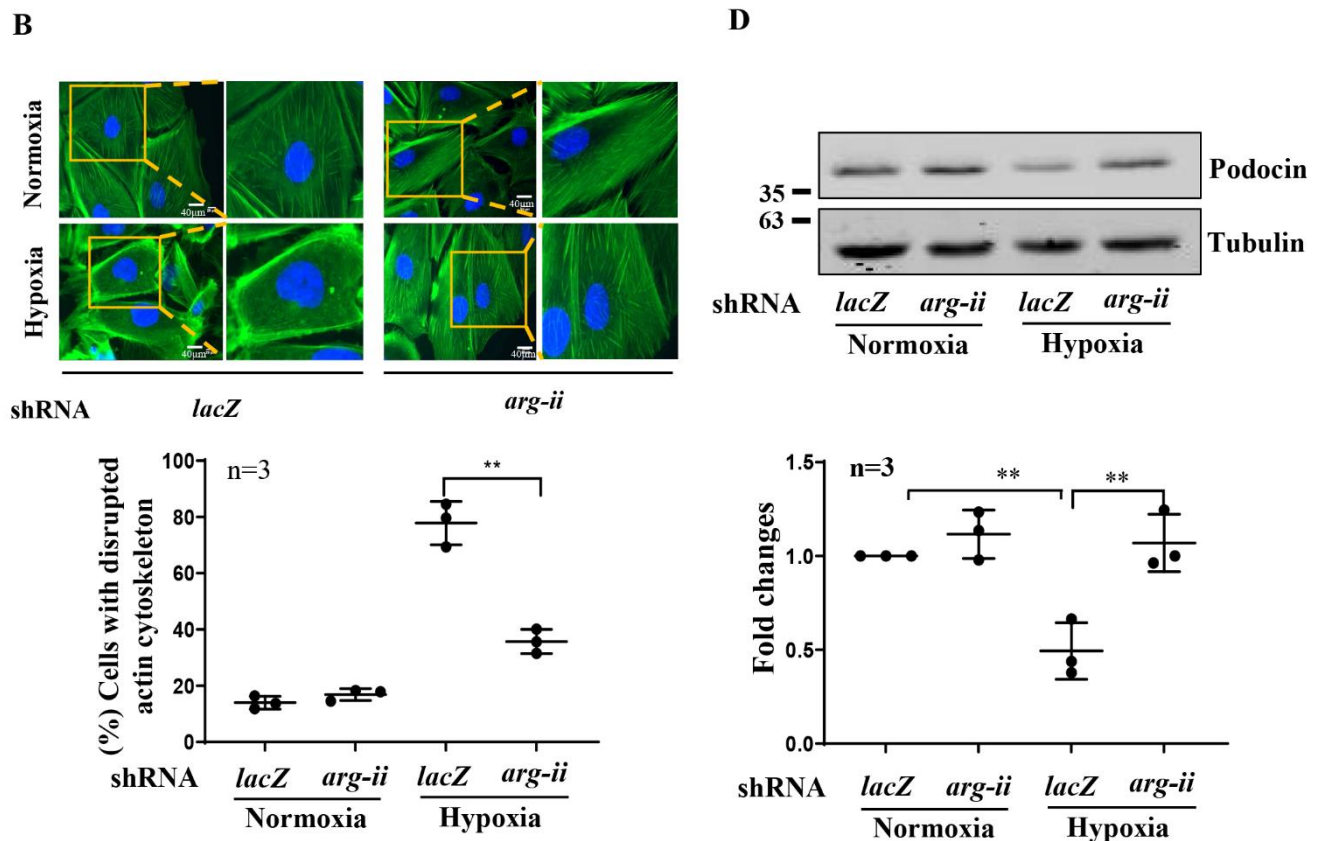 B
Normoxia
40µm
40µm
Hypoxia
40µm
40µm
shRNA lacZ arg-ii
(%) Cells with disrupted
actin cytoskeleton
100
80
60
40
20
0
n=3
**
shRNA lacZ arg-ii lacZ arg-ii
Normoxia Hypoxia
D
Podocin
35
63
Tubulin
shRNA lacZ arg-ii lacZ arg-ii
Normoxia Hypoxia
Fold changes
1.5
1.0
0.5
0.0
n=3
** **
shRNA lacZ arg-ii lacZ arg-ii
Normoxia Hypoxia